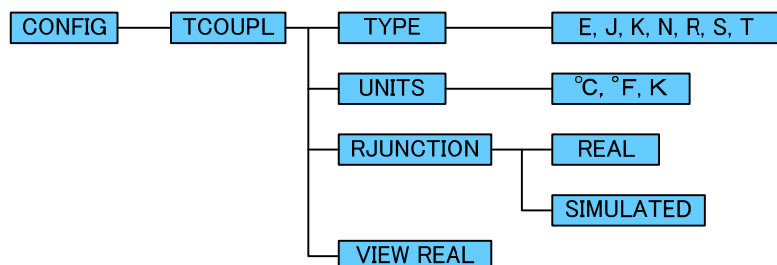 CONFIG TCOUPL TYPE E, J, K, N, R, S, T
UNITS ℃, °F, K
RJUNCTION REAL
SIMULATED
VIEW REAL